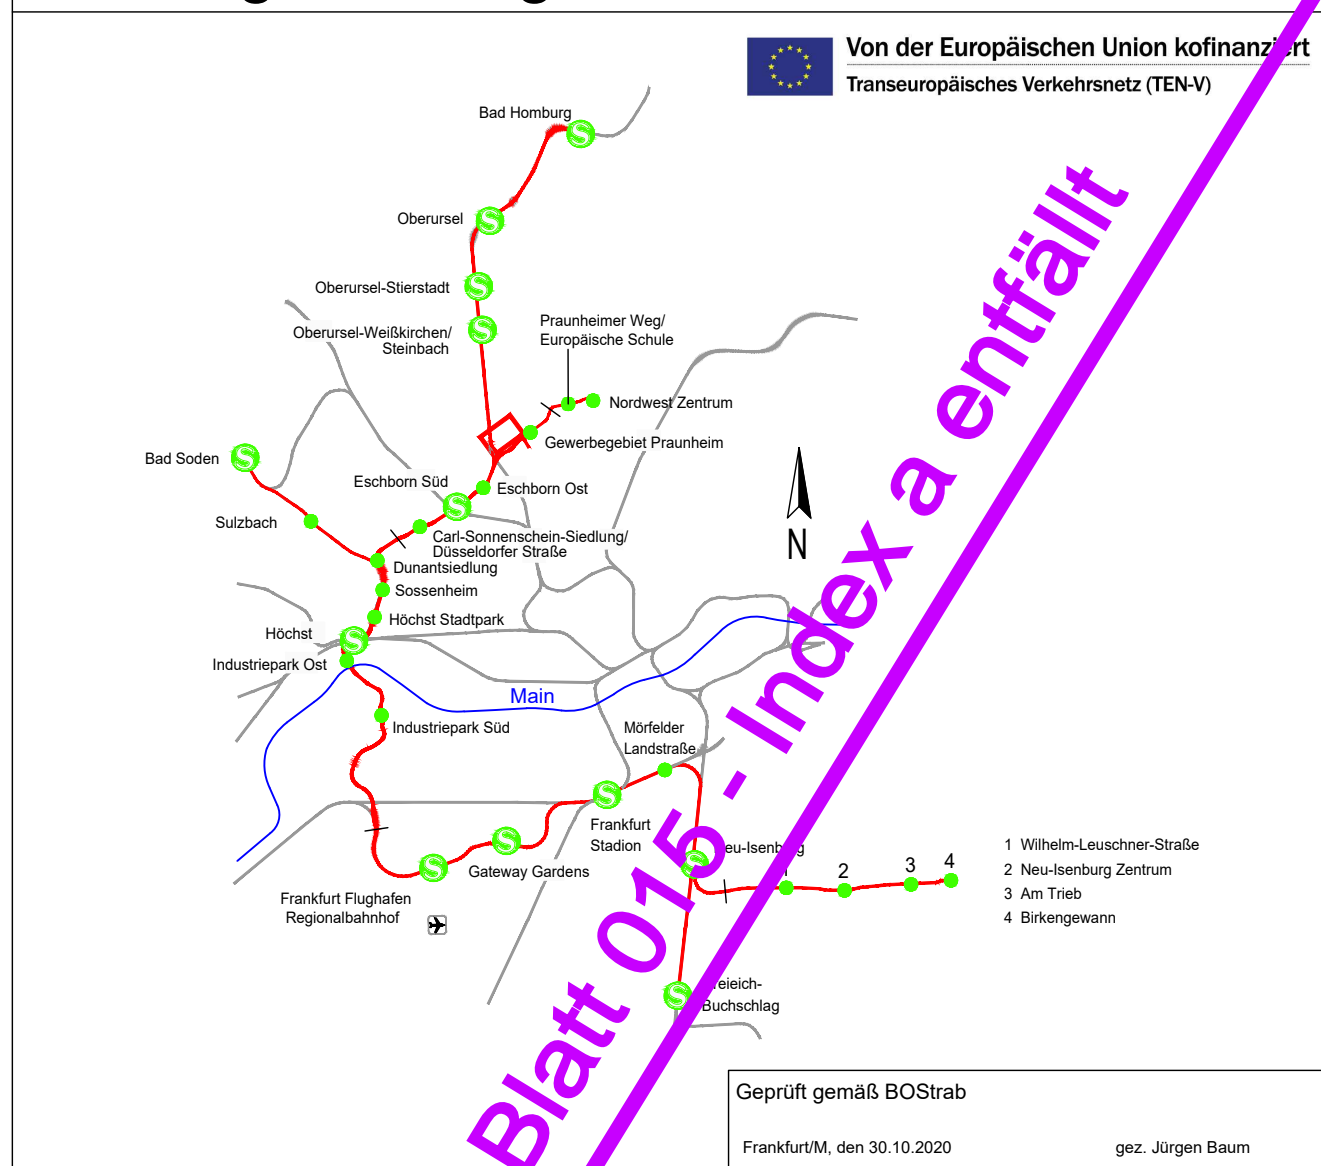 Von der Europäischen Union kofinanziert
Transeuropäisches Verkehrsnetz (TEN-V)
Bad Homburg
Oberursel
Oberursel-Stierstadt
Oberursel-Weißkirchen/
Steinbach
Praunheimer Weg/
Europäische Schule
Nordwest Zentrum
Gewerbegebiet Praunheim
Bad Soden
Eschborn Süd
Eschborn Ost
Sulzbach
Carl-Sonnenschein-Siedlung/
Düsseldorfer Straße
Dunantsiedlung
Sossenheim
Höchst Stadtpark
Höchst
Industriepark Ost
N
Main
Industriepark Süd
Mörfelder
Landstraße
Frankfurt
Stadion
Gateway Gardens
Frankfurt Flughafen
Regionalbahnhof
Neu-Isenburg
1
2
3
4
1 Wilhelm-Leuschner-Straße
2 Neu-Isenburg Zentrum
3 Am Trieb
4 Birkengewann
Dreieich-
Buchschlag
Blatt 015 - Index a entfällt
Geprüft gemäß BOStrab
Frankfurt/M, den 30.10.2020
gez. Jürgen Baum